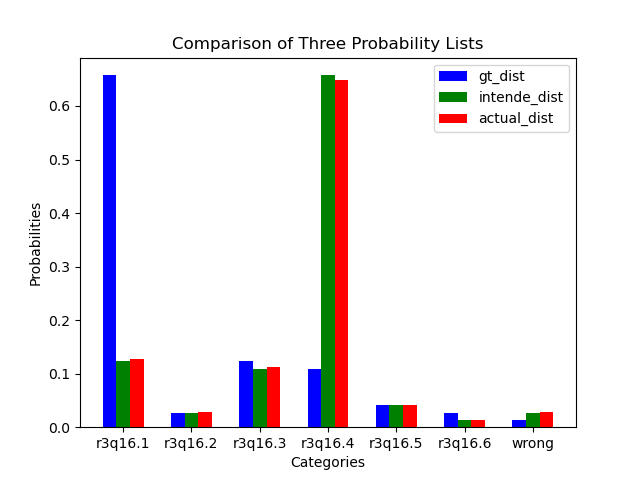 Comparison of Three Probability Lists
gt_dist
intende_dist
actual_dist
0.6
0.5
0.4
0.3
0.2
0.1
0.0
Probabilities
r3q16.1 r3q16.2 r3q16.3 r3q16.4 r3q16.5 r3q16.6 wrong
Categories